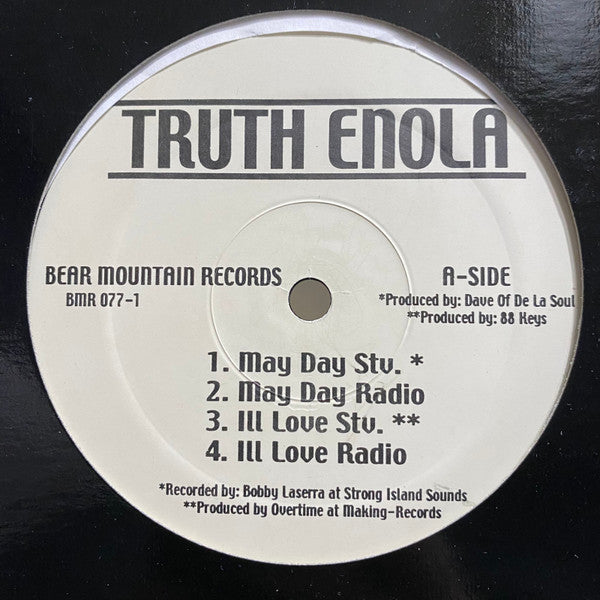 TRUTH ENOLA
BEAR MOUNTAIN RECORDS
BMR 077-1
A-SIDE
*Produced by: Dave Of De La Soul
**Produced by: 88 Keys
1. May Day Stv. *
2. May Day Radio
3. Ill Love Stv. **
4. Ill Love Radio
*Recorded by: Bobby Laserra at Strong Island Sounds
**Produced by Overtime at Making-Records